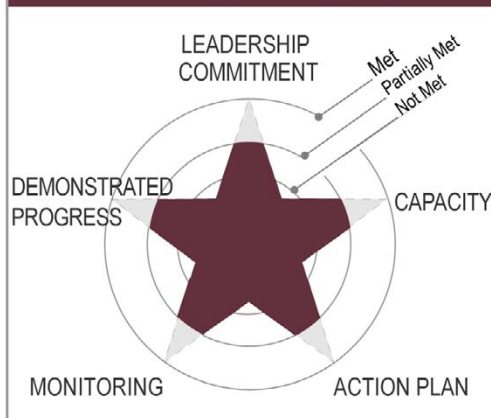 LEADERSHIP
COMMITMENT
Met
Partially Met
Not Met
DEMONSTRATED
PROGRESS
CAPACITY
MONITORING
ACTION PLAN